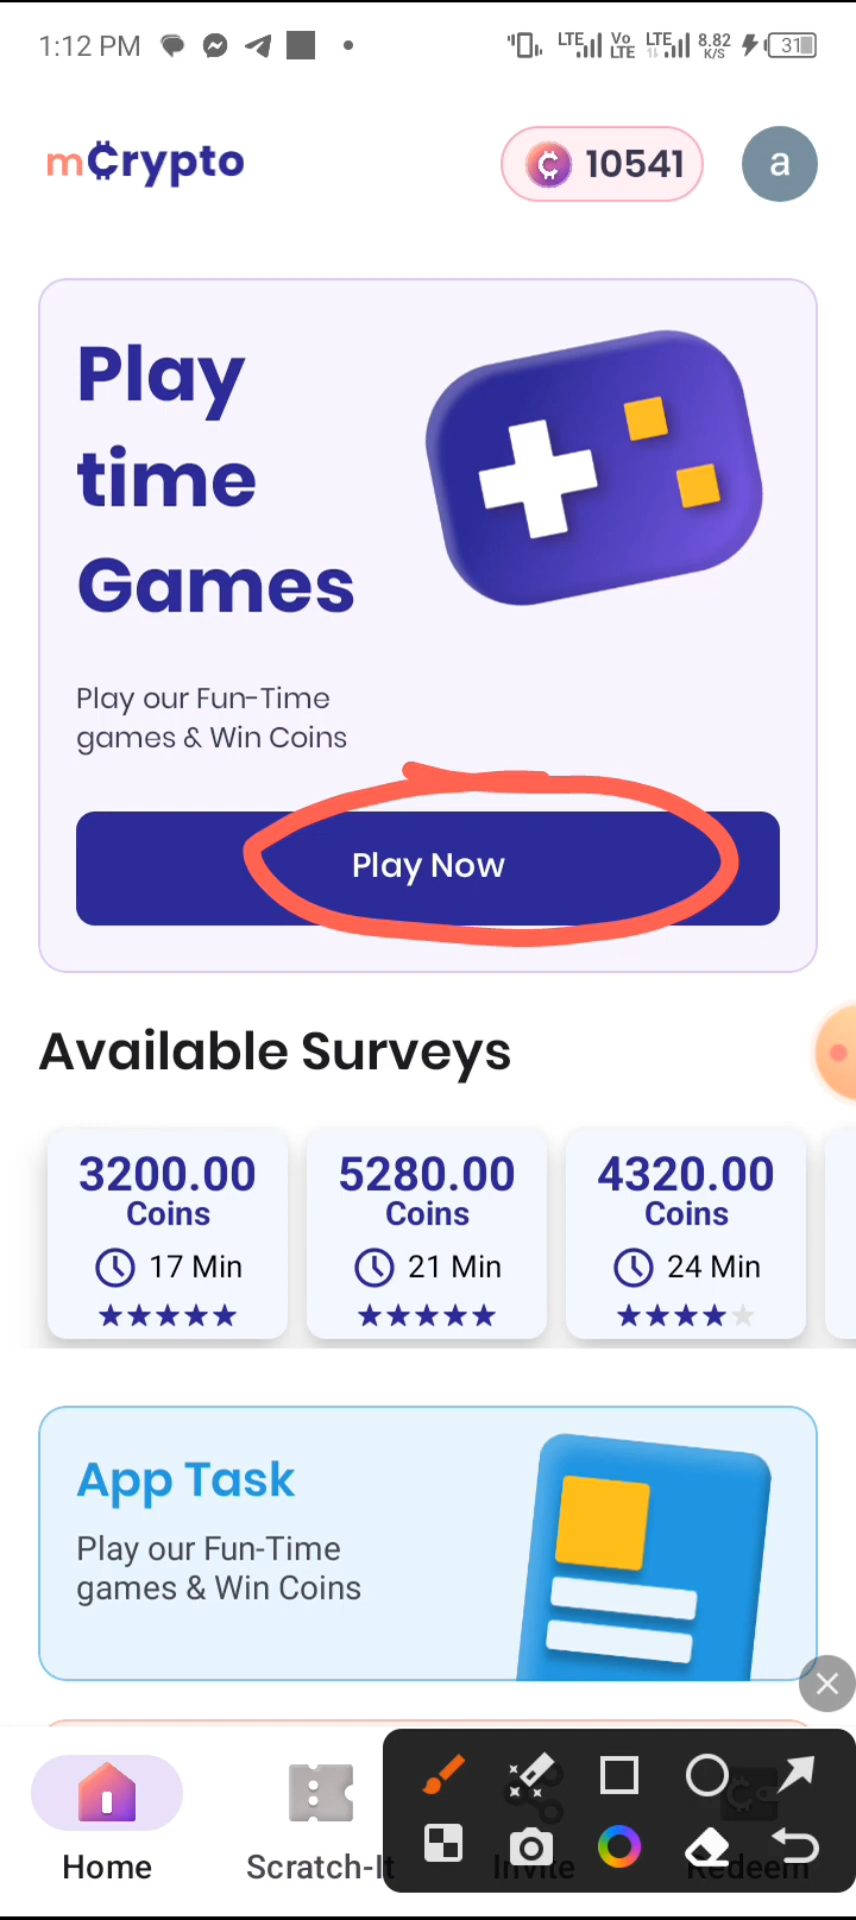 1:12 PM
LTE Vo LTE LTE 8.82 K/S 31
mCrypto
10541
a
Play
time
Games
Play our Fun-Time
games & Win Coins
Play Now
Available Surveys
3200.00 5280.00 4320.00
Coins Coins Coins
17 Min 21 Min 24 Min
App Task
Play our Fun-Time
games & Win Coins
Home Scratch-It Invite Redeem